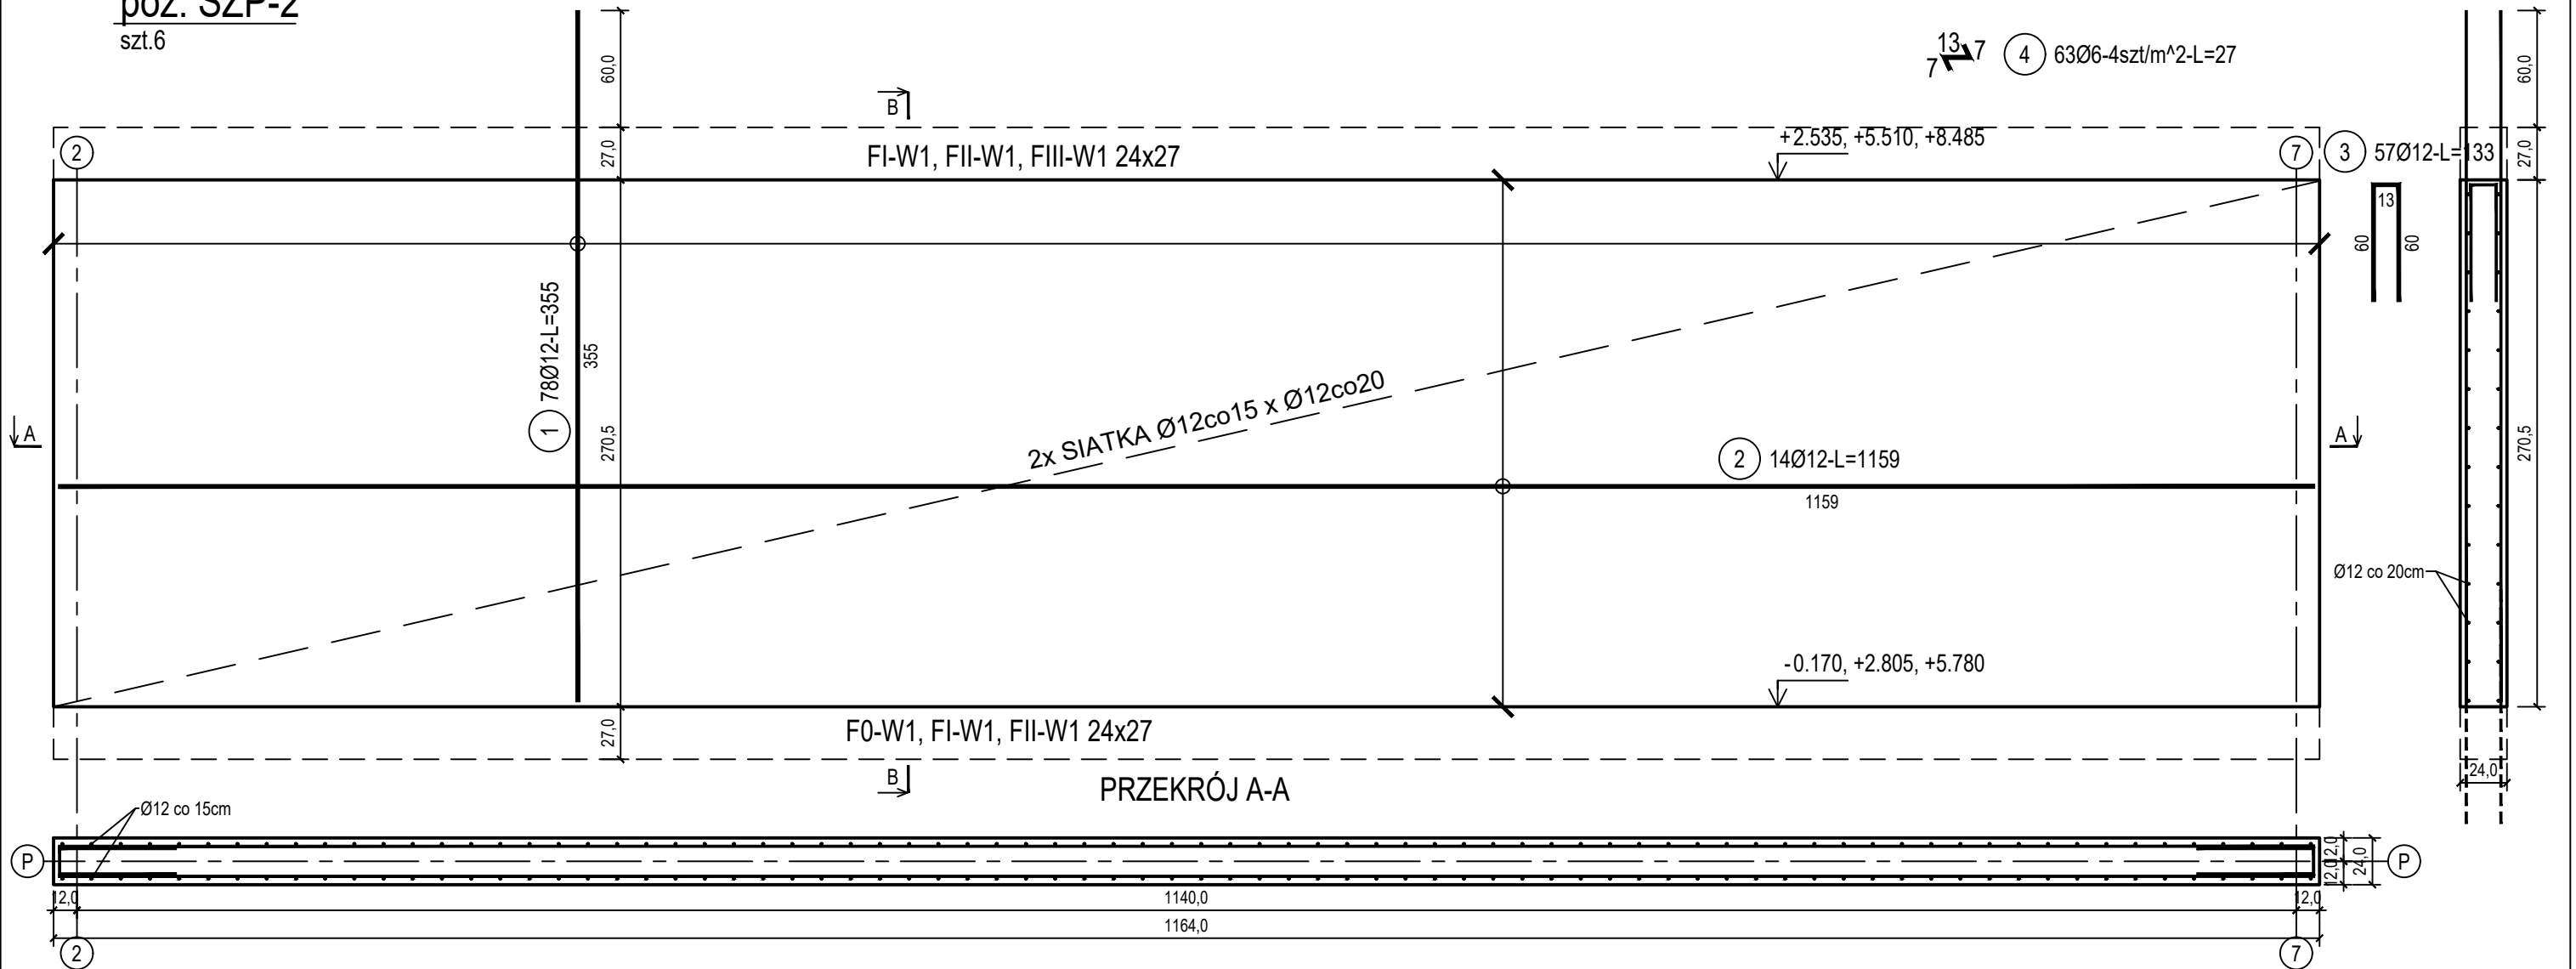 poz. SZP-2
szt.6
60,0
13
7
7
4
63Ø6-4szt/m^2-L=27
60,0
B
2
27,0
FI-W1, FII-W1, FIII-W1 24x27
+2.535, +5.510, +8.485
7
3
57Ø12-L=133
27,0
13
60
60
1
78Ø12-L=355
355
270,5
2x SIATKA Ø12co15 x Ø12co20
A
A
270,5
2
14Ø12-L=1159
1159
Ø12 co 20cm
-0.170, +2.805, +5.780
27,0
F0-W1, FI-W1, FII-W1 24x27
B
PRZEKRÓJ A-A
24,0
Ø12 co 15cm
P
P
12,0
12,0
24,0
12,0
1140,0
12,0
1164,0
2
7